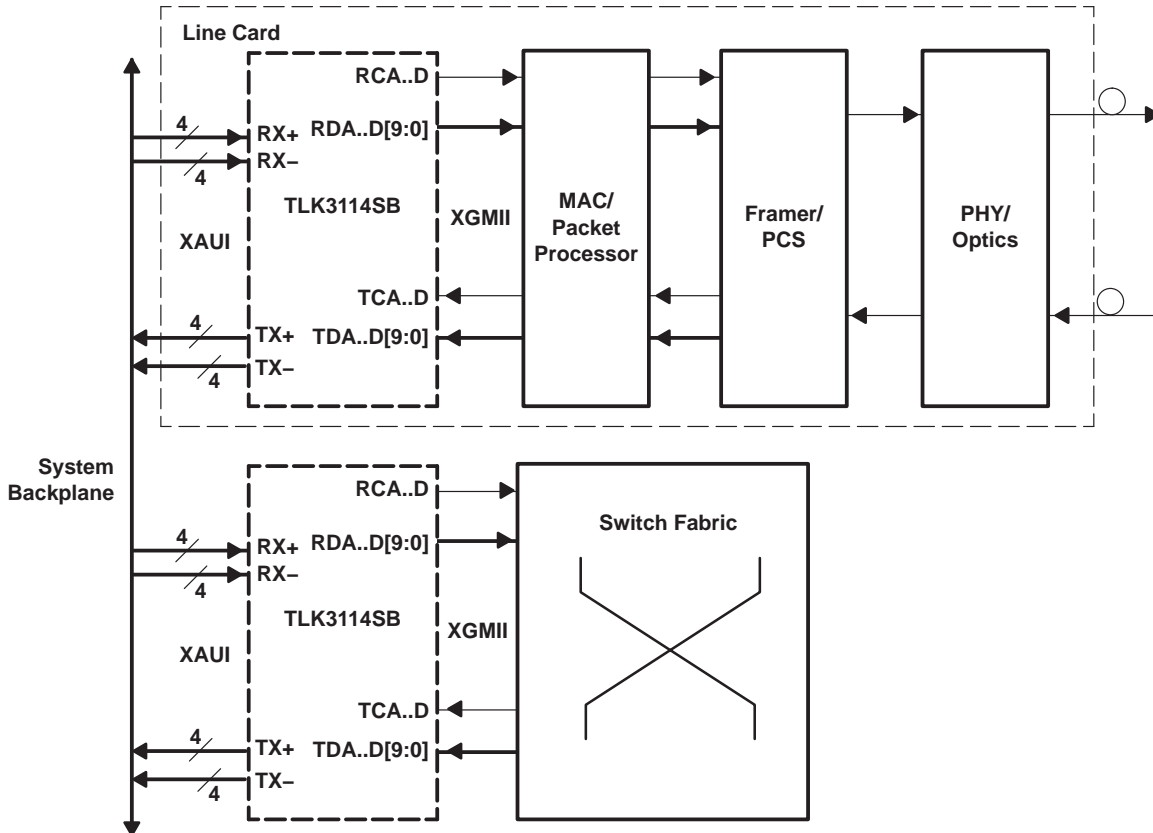 Line Card
RCA..D
4
RX+
RDA..D[9:0]
RX–
4
TLK3114SB
XGMII
MAC/
Packet
Processor
Framer/
PCS
PHY/
Optics
XAUI
TCA..D
4
TX+
TDA..D[9:0]
TX–
4
System
Backplane
RCA..D
Switch Fabric
4
RX+
RDA..D[9:0]
RX–
4
TLK3114SB
XGMII
XAUI
TCA..D
4
TX+
TDA..D[9:0]
TX–
4